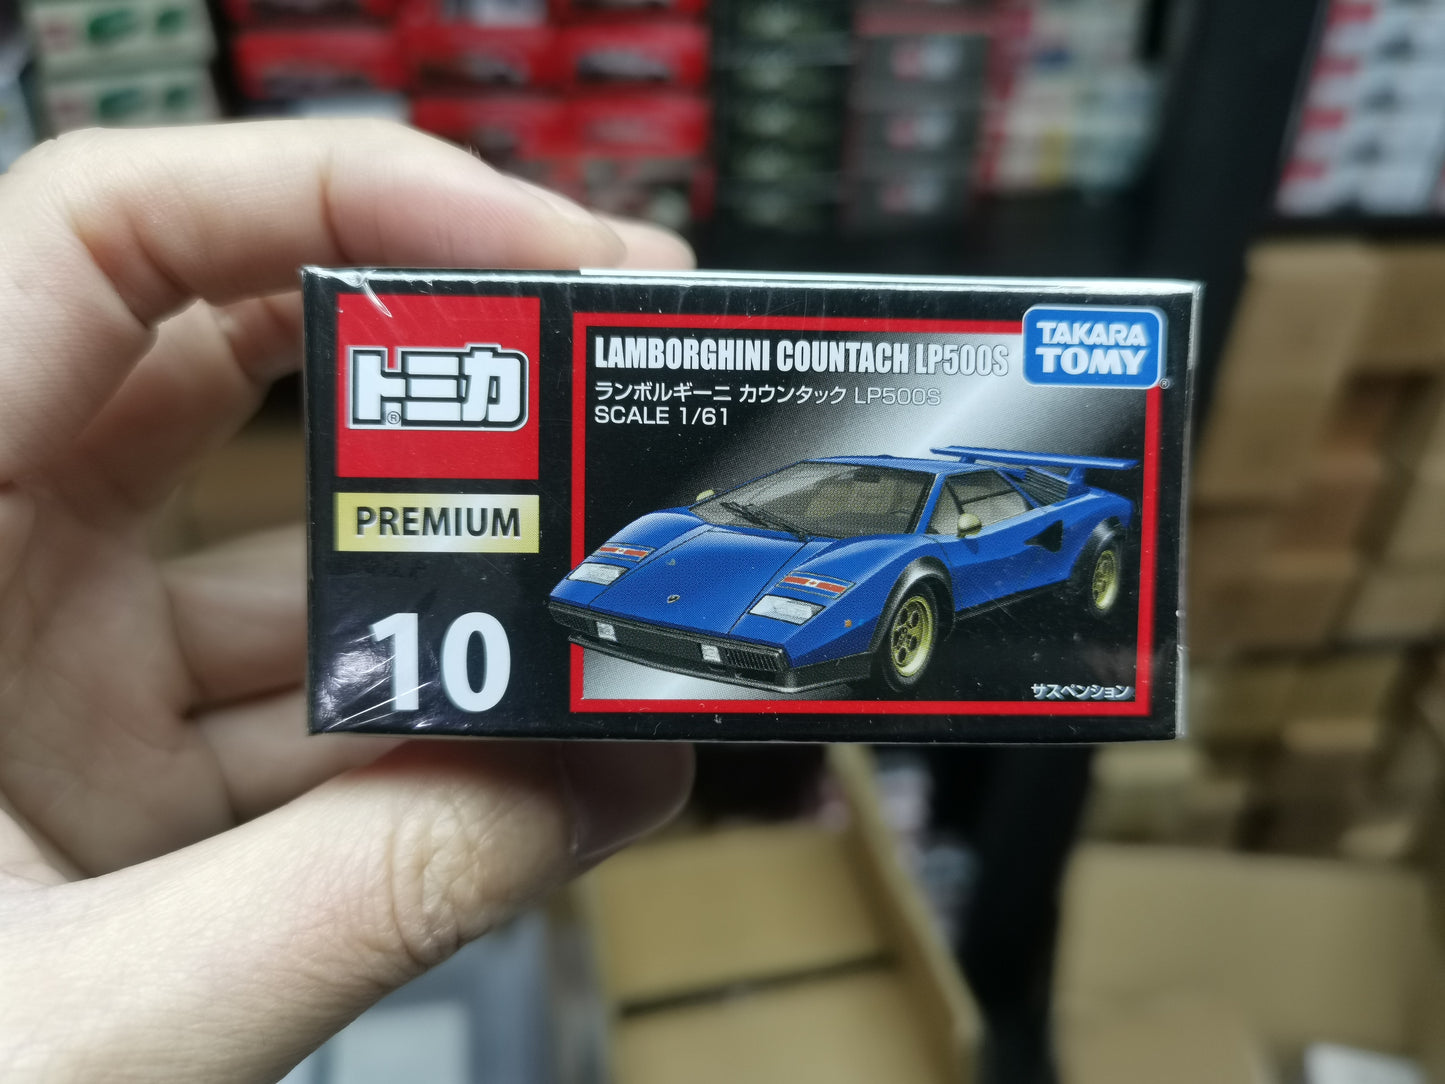 トミカ
®
PREMIUM
10
LAMBORGHINI COUNTACH LP500S
ランボルギーニ カウンタック LP500S
SCALE 1/61
TAKARA
TOMY
®
サスペンション